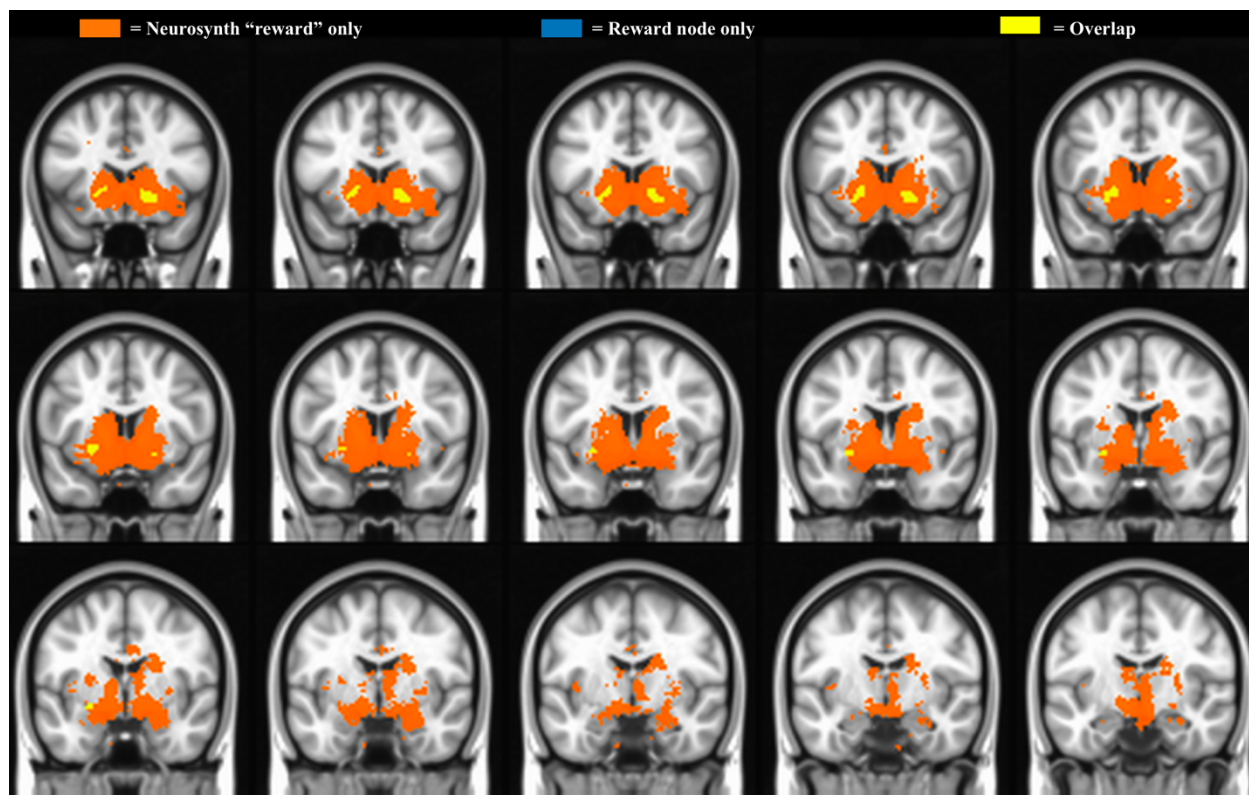 = Neurosynth “reward” only = Reward node only = Overlap